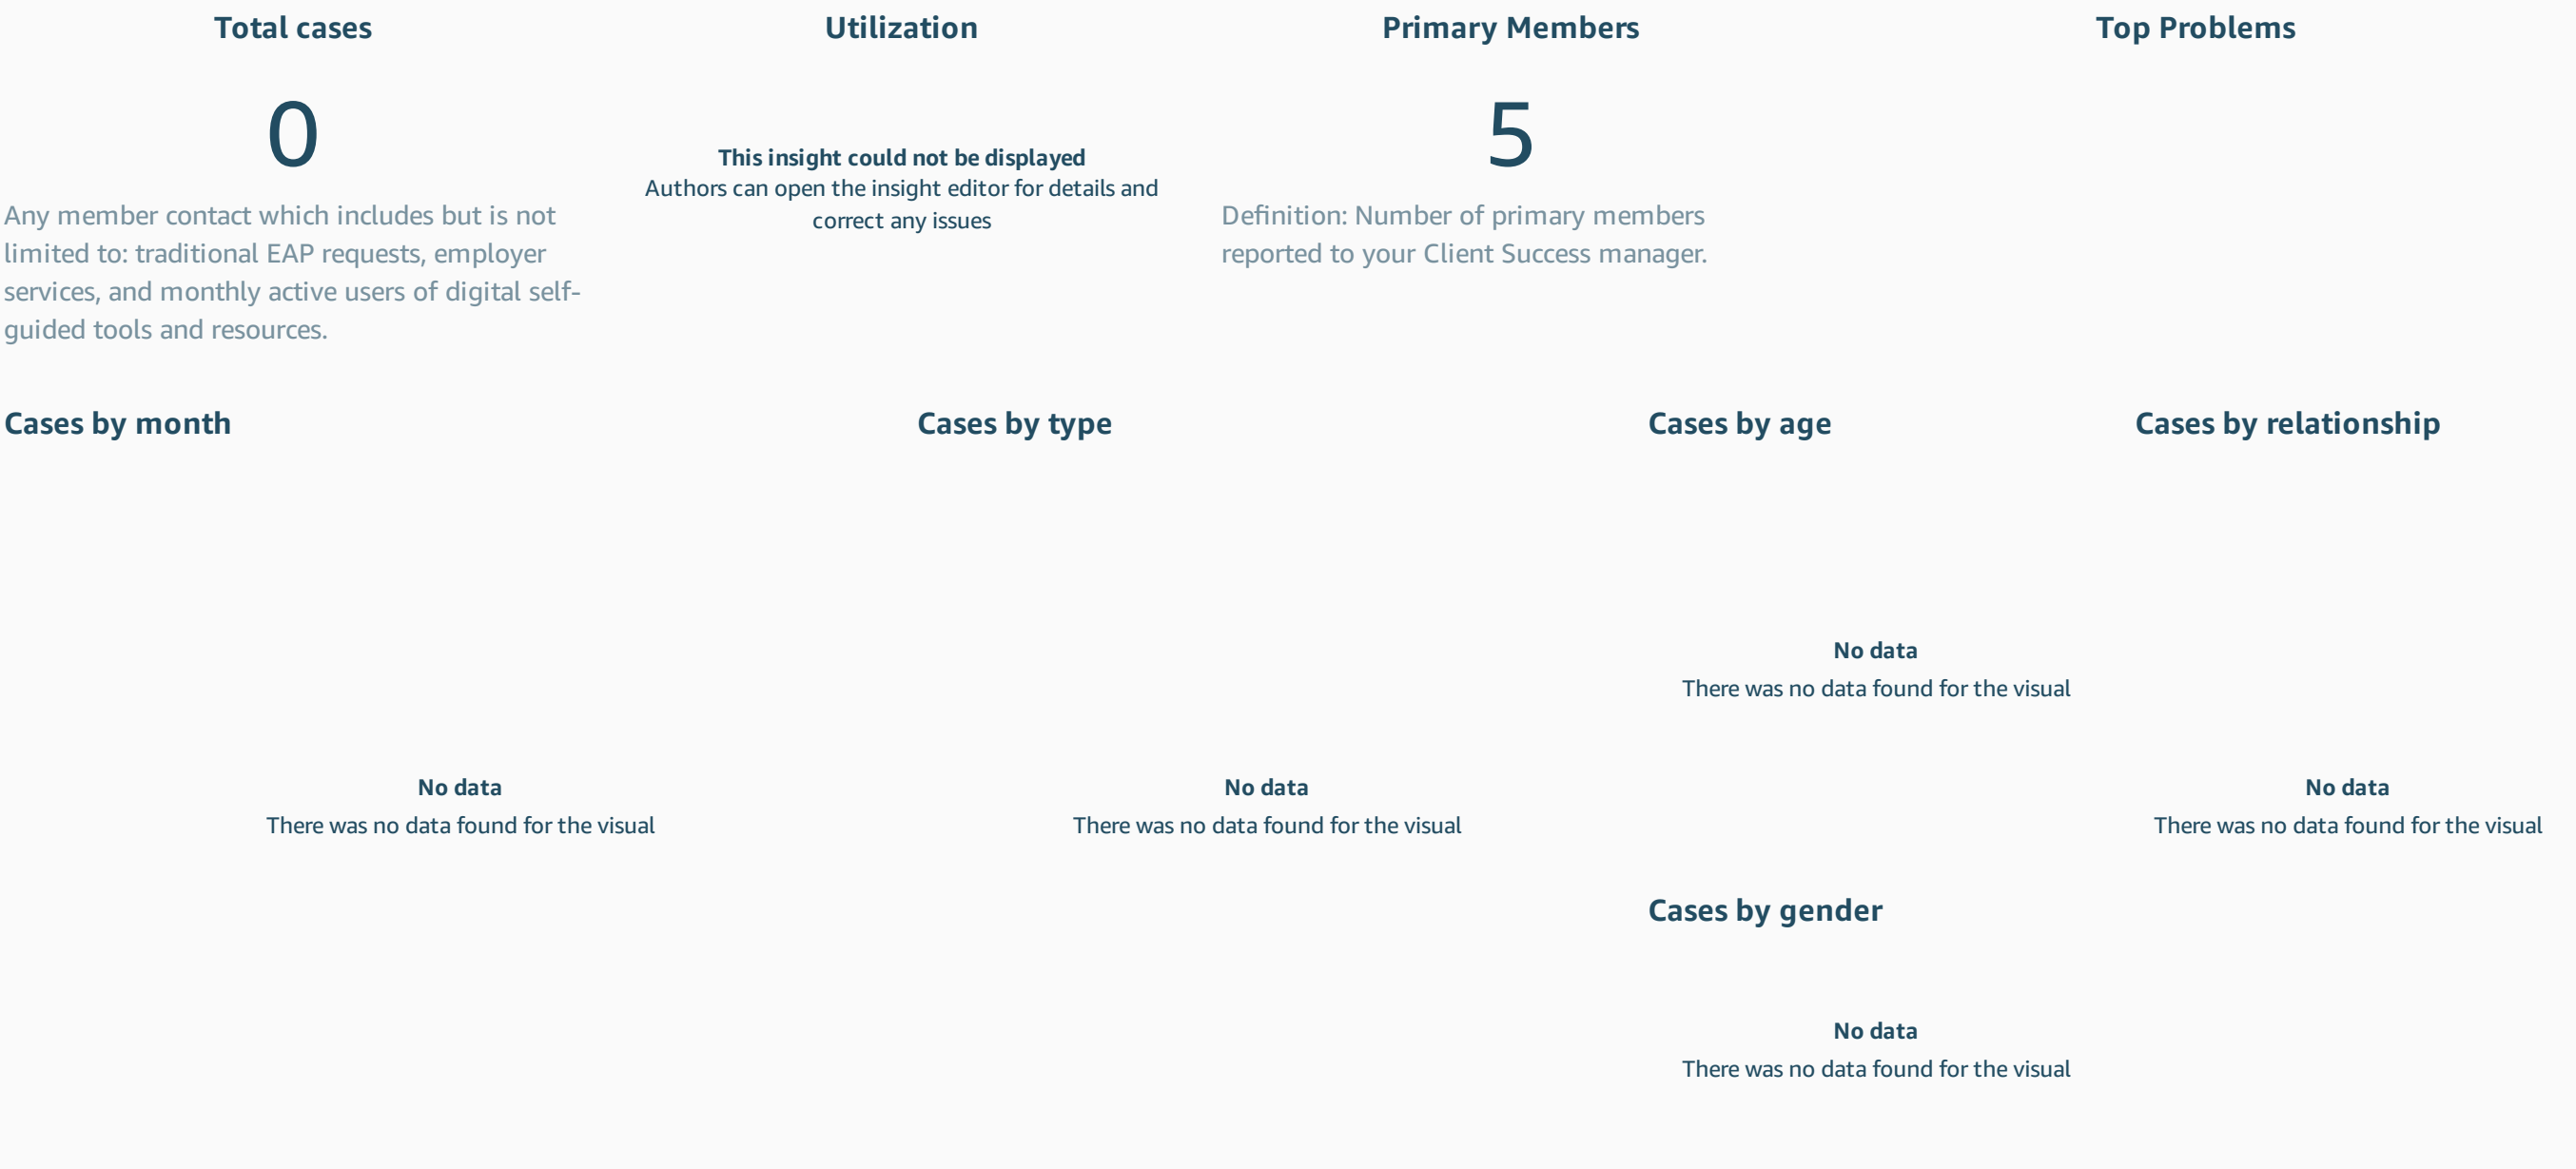 Total cases
0
Any member contact which includes but is not
limited to: traditional EAP requests, employer
services, and monthly active users of digital self-
guided tools and resources.
Utilization
This insight could not be displayed
Authors can open the insight editor for details and
correct any issues
Primary Members
5
Definition: Number of primary members
reported to your Client Success manager.
Top Problems
Cases by month
No data
There was no data found for the visual
Cases by type
No data
There was no data found for the visual
Cases by age
No data
There was no data found for the visual
Cases by relationship
No data
There was no data found for the visual
Cases by gender
No data
There was no data found for the visual